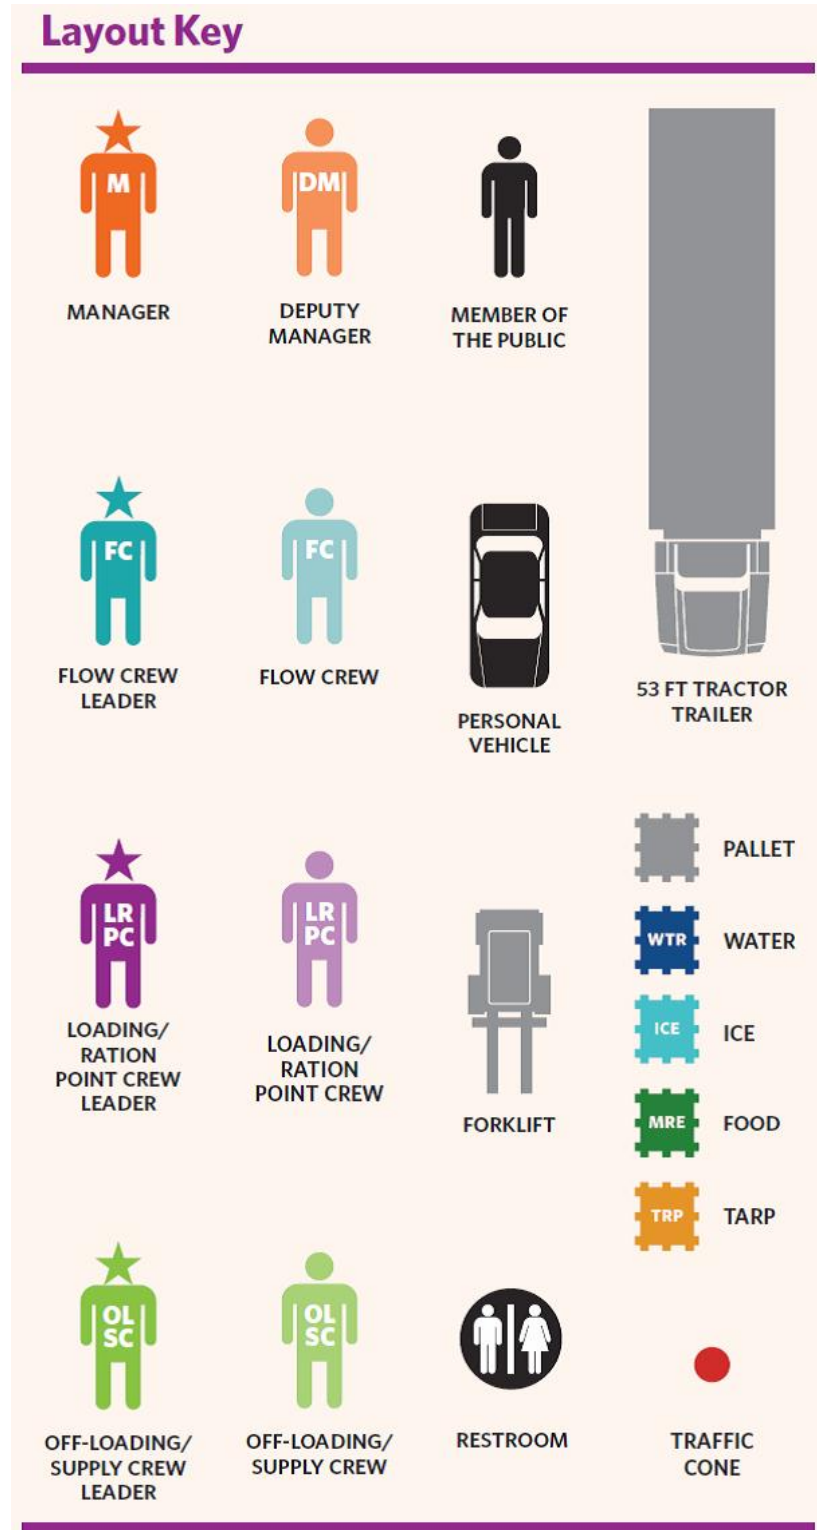 Layout Key
M
DM
MANAGER
DEPUTY
MANAGER
MEMBER OF
THE PUBLIC
FC
FC
FLOW CREW
LEADER
FLOW CREW
PERSONAL
VEHICLE
53 FT TRACTOR
TRAILER
LR
PC
LR
PC
LOADING/
RATION
POINT CREW
LEADER
LOADING/
RATION
POINT CREW
FORKLIFT
PALLET
WTR
WATER
ICE
ICE
MRE
FOOD
TRP
TARP
OL
SC
OL
SC
OFF-LOADING/
SUPPLY CREW
LEADER
OFF-LOADING/
SUPPLY CREW
RESTROOM
TRAFFIC
CONE